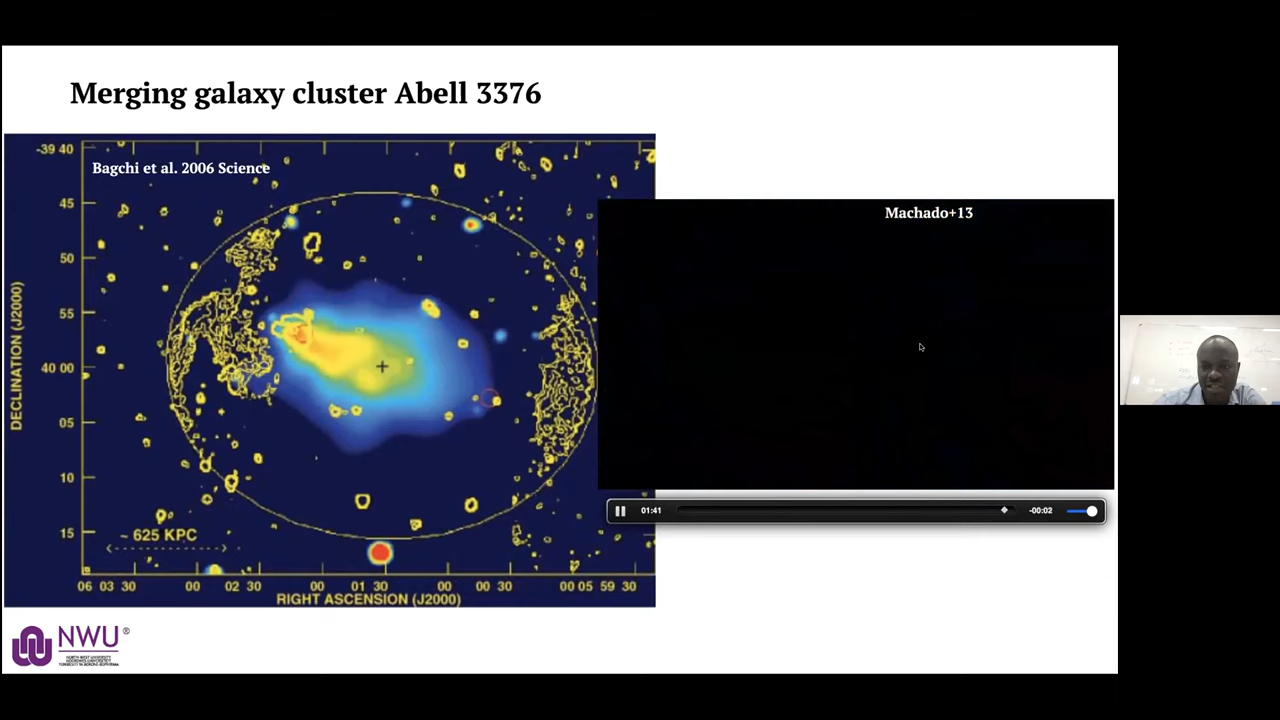 Merging galaxy cluster Abell 3376
Bagchi et al. 2006 Science
-39 40
45
50
55
40 00
05
10
15
DECLINATION (J2000)
~ 625 KPC
06 03 30 00 02 30 00 01 30 00 00 30 00 05 59 30
RIGHT ASCENSION (J2000)
Machado+13
01:41
-00:02
NWU®